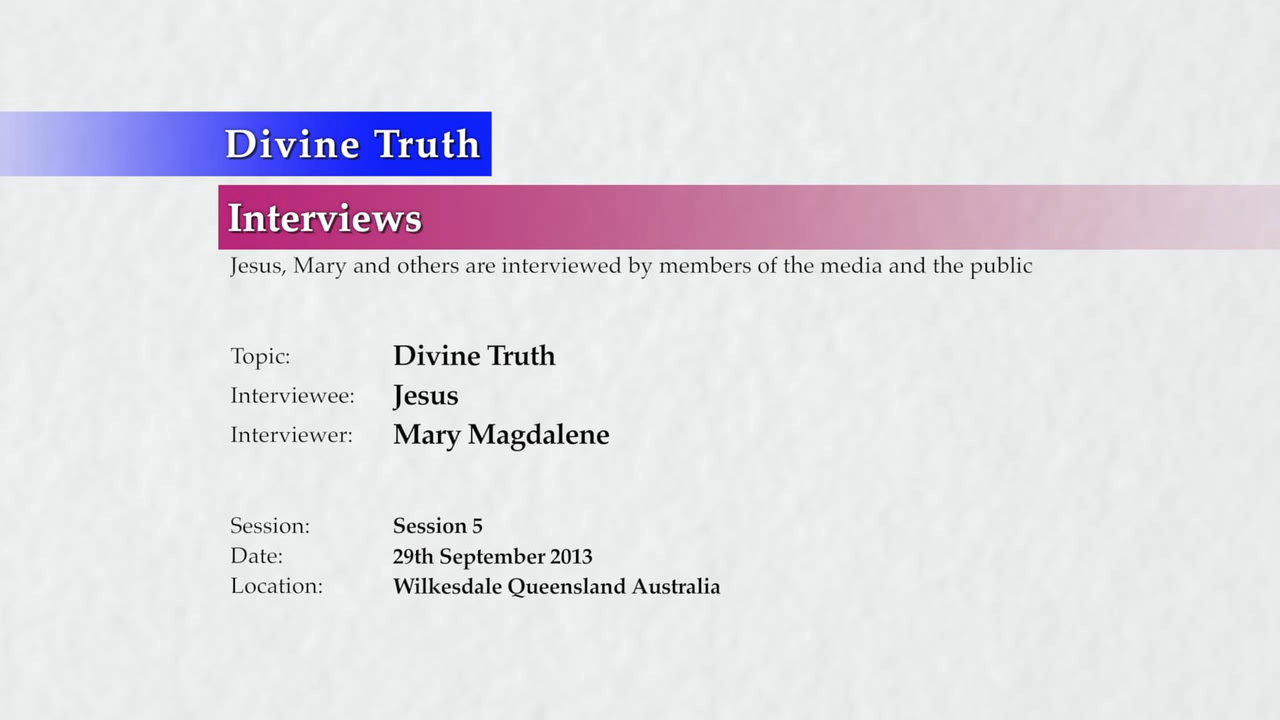 Divine Truth
Interviews
Jesus, Mary and others are interviewed by members of the media and the public
Topic: Divine Truth
Interviewee: Jesus
Interviewer: Mary Magdalene
Session: Session 5
Date: 29th September 2013
Location: Wilkesdale Queensland Australia